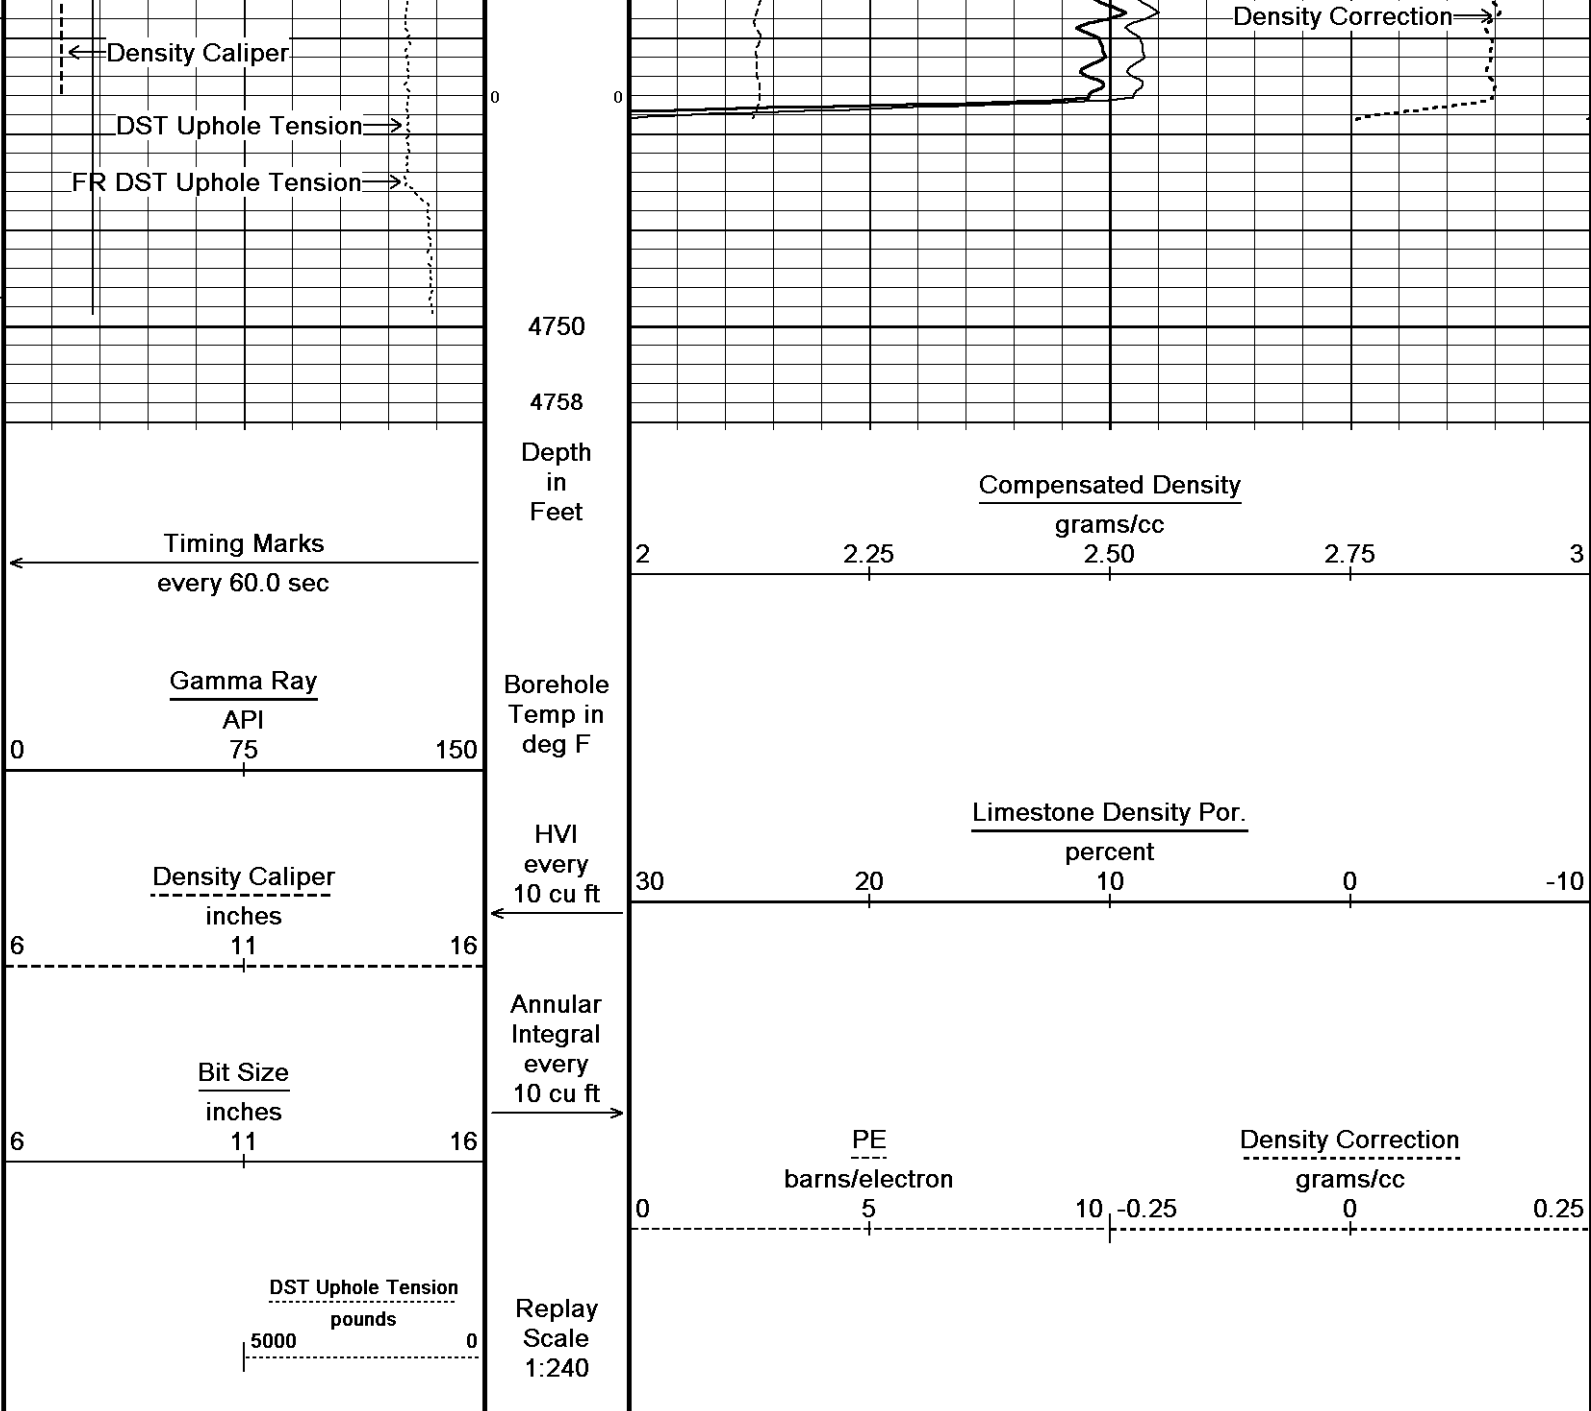 Density Correction
Density Caliper
0 0
DST Uphole Tension
FR DST Uphole Tension
4750
4758
Depth
in
Feet
Timing Marks
every 60.0 sec
Gamma Ray
API
0 75 150
Density Caliper
inches
6 11 16
Bit Size
inches
6 11 16
DST Uphole Tension
pounds
5000 0
Borehole
Temp in
deg F
HVI
every
10 cu ft
Annular
Integral
every
10 cu ft
Replay
Scale
1:240
Compensated Density
grams/cc
2 2.25 2.50 2.75 3
Limestone Density Por.
percent
30 20 10 0 -10
PE
barns/electron
0 5 10
Density Correction
grams/cc
-0.25 0 0.25